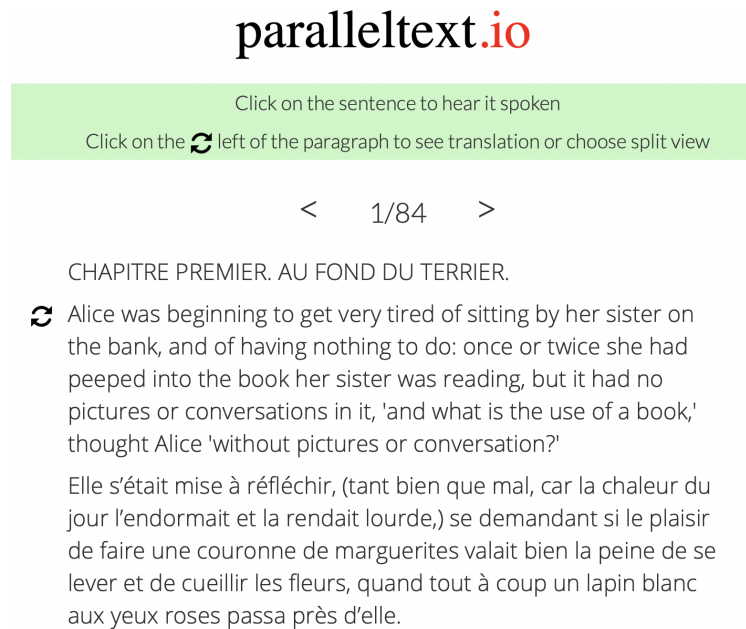 paralleltext.io
Click on the sentence to hear it spoken
Click on the left of the paragraph to see translation or choose split view
< 1/84 >
CHAPITRE PREMIER. AU FOND DU TERRIER.
Alice was beginning to get very tired of sitting by her sister on
the bank, and of having nothing to do: once or twice she had
peeped into the book her sister was reading, but it had no
pictures or conversations in it, 'and what is the use of a book,'
thought Alice 'without pictures or conversation?'
Elle s’était mise à réfléchir, (tant bien que mal, car la chaleur du
jour l’endormait et la rendait lourde,) se demandant si le plaisir
de faire une couronne de marguerites valait bien la peine de se
lever et de cueillir les fleurs, quand tout à coup un lapin blanc
aux yeux roses passa près d’elle.